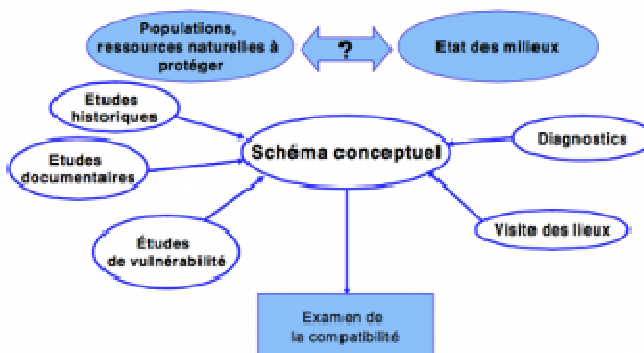 Populations,
ressources naturelles à
protéger
?
Etat des milieux
Etudes
historiques
Schéma conceptuel
Diagnostics
Etudes
documentaires
Études
de vulnérabilité
Visite des lieux
Examen de
la compatibilité